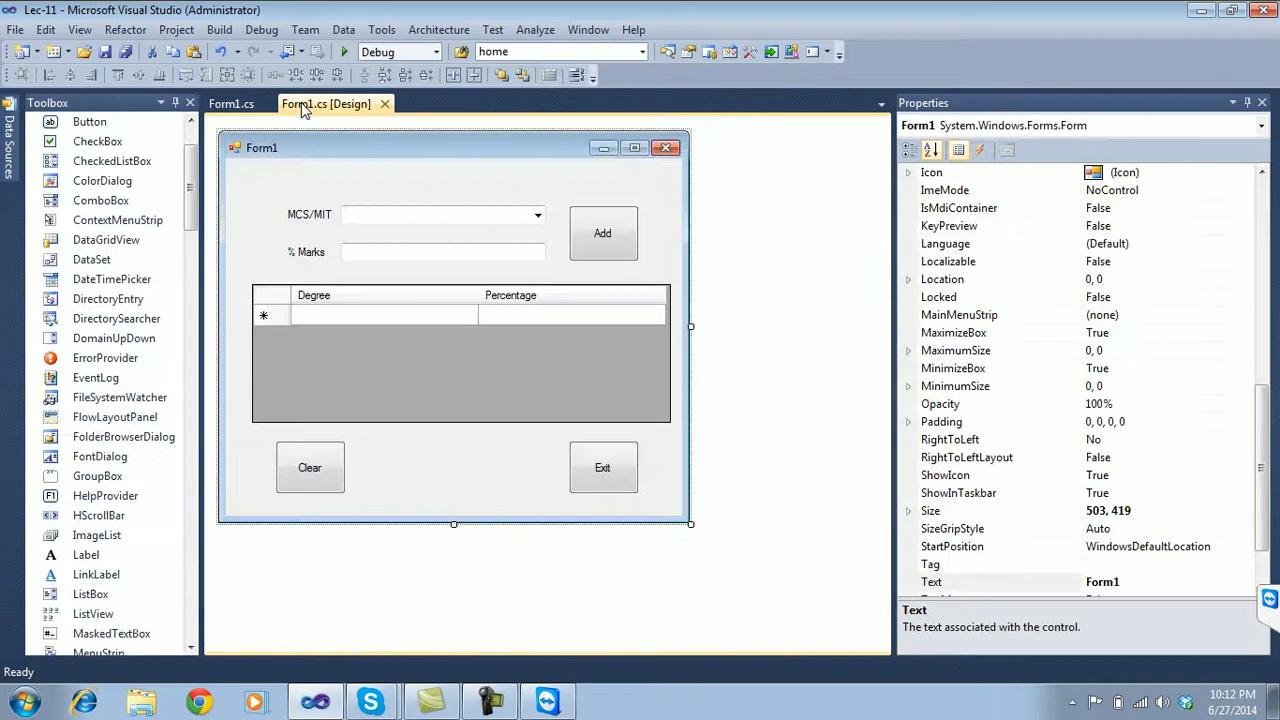 Lec-11 - Microsoft Visual Studio (Administrator)
File Edit View Refactor Project Build Debug Team Data Tools Architecture Test Analyze Window Help
Debug home
Toolbox
Form1.cs Form1.cs [Design]
Properties
Data Sources
Button
CheckBox
CheckedListBox
ColorDialog
ComboBox
ContextMenuStrip
DataGridView
DataSet
DateTimePicker
DirectoryEntry
DirectorySearcher
DomainUpDown
ErrorProvider
EventLog
FileSystemWatcher
FlowLayoutPanel
FolderBrowserDialog
FontDialog
GroupBox
HelpProvider
HScrollBar
ImageList
Label
LinkLabel
ListBox
ListView
MaskedTextBox
MenuStrip
Form1
MCS/MIT
Add
% Marks
Degree Percentage
Clear Exit
Form1 System.Windows.Forms.Form
Icon (Icon)
ImeMode NoControl
IsMdiContainer False
KeyPreview False
Language (Default)
Localizable False
Location 0, 0
Locked False
MainMenuStrip (none)
MaximizeBox True
MaximumSize 0, 0
MinimizeBox True
MinimumSize 0, 0
Opacity 100%
Padding 0, 0, 0, 0
RightToLeft No
RightToLeftLayout False
ShowIcon True
ShowInTaskbar True
Size 503, 419
SizeGripStyle Auto
StartPosition WindowsDefaultLocation
Tag
Text Form1
Text
The text associated with the control.
Ready
10:12 PM
6/27/2014